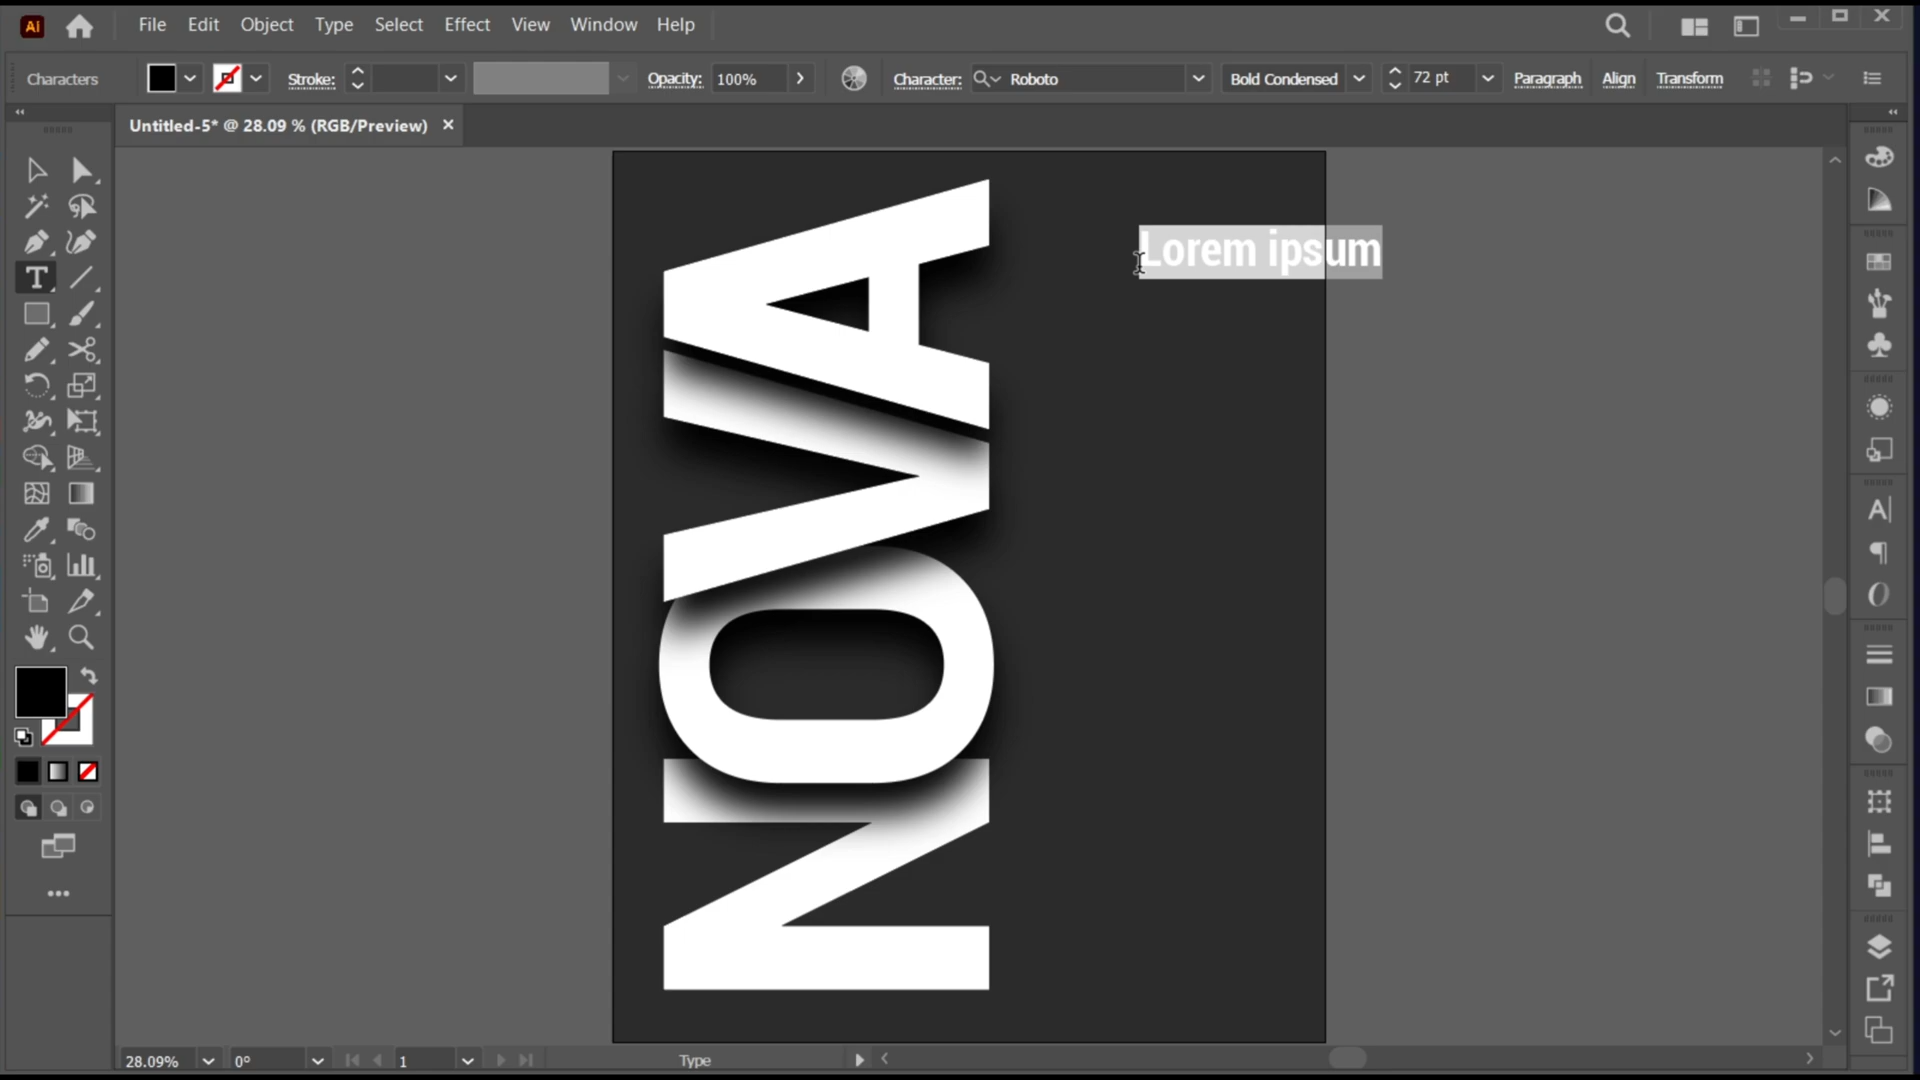 Ai File Edit Object Type Select Effect View Window Help
Characters Stroke: Opacity: 100% Character: Roboto Bold Condensed 72 pt Paragraph Align Transform
Untitled-5* @ 28.09 % (RGB/Preview)
Lorem ipsum
NOVA
28.09% 0° 1 Type